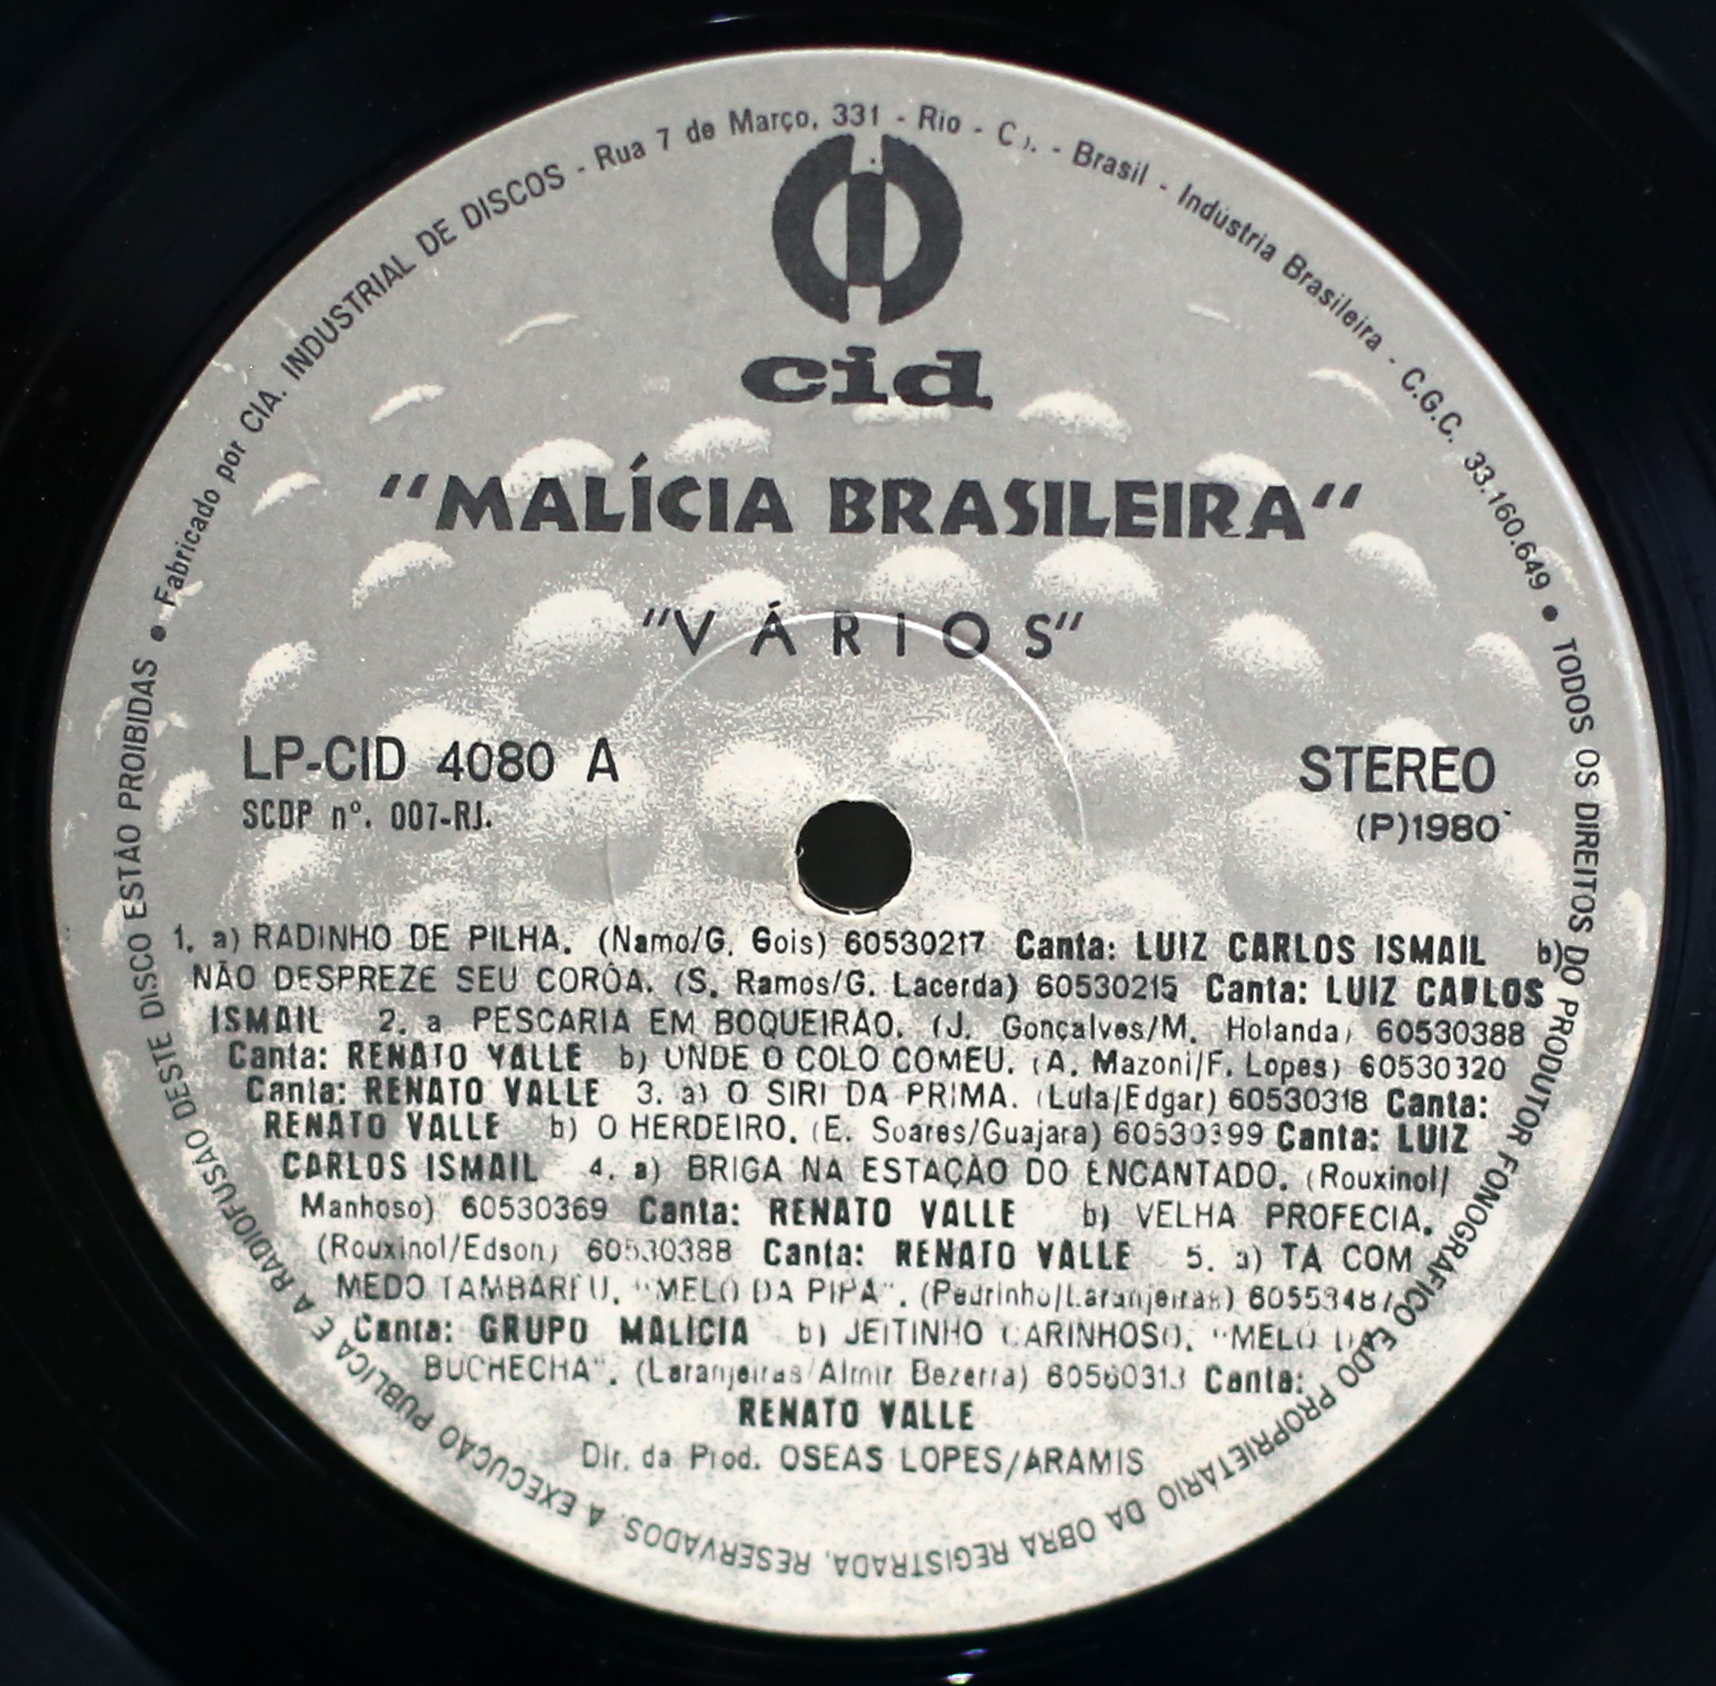 Fabricado por CIA. INDUSTRIAL DE DISCOS - Rua 7 de Março, 331 - Rio - - Brasil - Indústria Brasileira - C.G.C. 33.160.649
cid
"MALÍCIA BRASILEIRA"
"VÁRIOS"
LP-CID 4080 A
STEREO
SCDP nº. 007-RJ.
(P)1980
1. a) RADINHO DE PILHA. (Namo/G. Gois) 60530217 Canta: LUIZ CARLOS ISMAIL b)
NÃO DESPREZE SEU CORÔA. (S. Ramos/G. Lacerda) 60530215 Canta: LUIZ CARLOS
ISMAIL 2. a PESCARIA EM BOQUEIRÃO. (J. Gonçalves/M. Holanda) 60530388
Canta: RENATO VALLE b) ONDE O COLO COMEU. (A. Mazoni/F. Lopes) 60530320
Canta: RENATO VALLE 3. a) O SIRI DA PRIMA. (Lula/Edgar) 60530318 Canta:
RENATO VALLE b) O HERDEIRO. (E. Soares/Guajara) 60530399 Canta: LUIZ
CARLOS ISMAIL 4. a) BRIGA NA ESTAÇÃO DO ENCANTADO. (Rouxinol/
Manhoso) 60530369 Canta: RENATO VALLE b) VELHA PROFECIA.
(Rouxinol/Edson) 60530388 Canta: RENATO VALLE 5. a) TA COM
MEDO TAMBAREU. "MELO DA PIPA". (Pedrinho/Laranjeiras)
Canta: GRUPO MALICIA b) JEITINHO CARINHOSO. "MELO DA
BUCHECHA". (Laranjeiras/Almir Bezerra) 60560313 Canta:
RENATO VALLE
Dir. da Prod. OSEAS LOPES/ARAMIS
TODOS OS DIREITOS DO PRODUTOR FONOGRÁFICO E DO PROPRIETÁRIO DA OBRA REGISTRADA, RESERVADOS. A EXECUÇÃO PÚBLICA E A RADIOFUSÃO DESTE DISCO ESTÃO PROIBIDAS